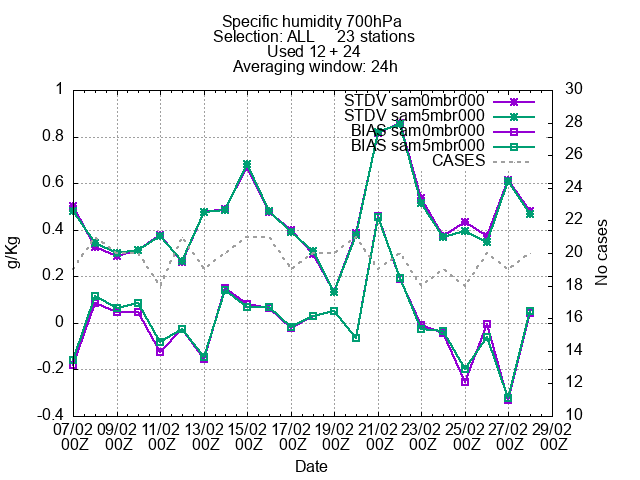 Specific humidity 700hPa
Selection: ALL 23 stations
Used 12 + 24
Averaging window: 24h
STDV sam0mbr000
STDV sam5mbr000
BIAS sam0mbr000
BIAS sam5mbr000
CASES
1
0.8
0.6
0.4
0.2
0
-0.2
-0.4
g/Kg
30
28
26
24
22
20
18
16
14
12
10
No cases
07/02 09/02 11/02 13/02 15/02 17/02 19/02 21/02 23/02 25/02 27/02 29/02
00Z 00Z 00Z 00Z 00Z 00Z 00Z 00Z 00Z 00Z 00Z 00Z
Date